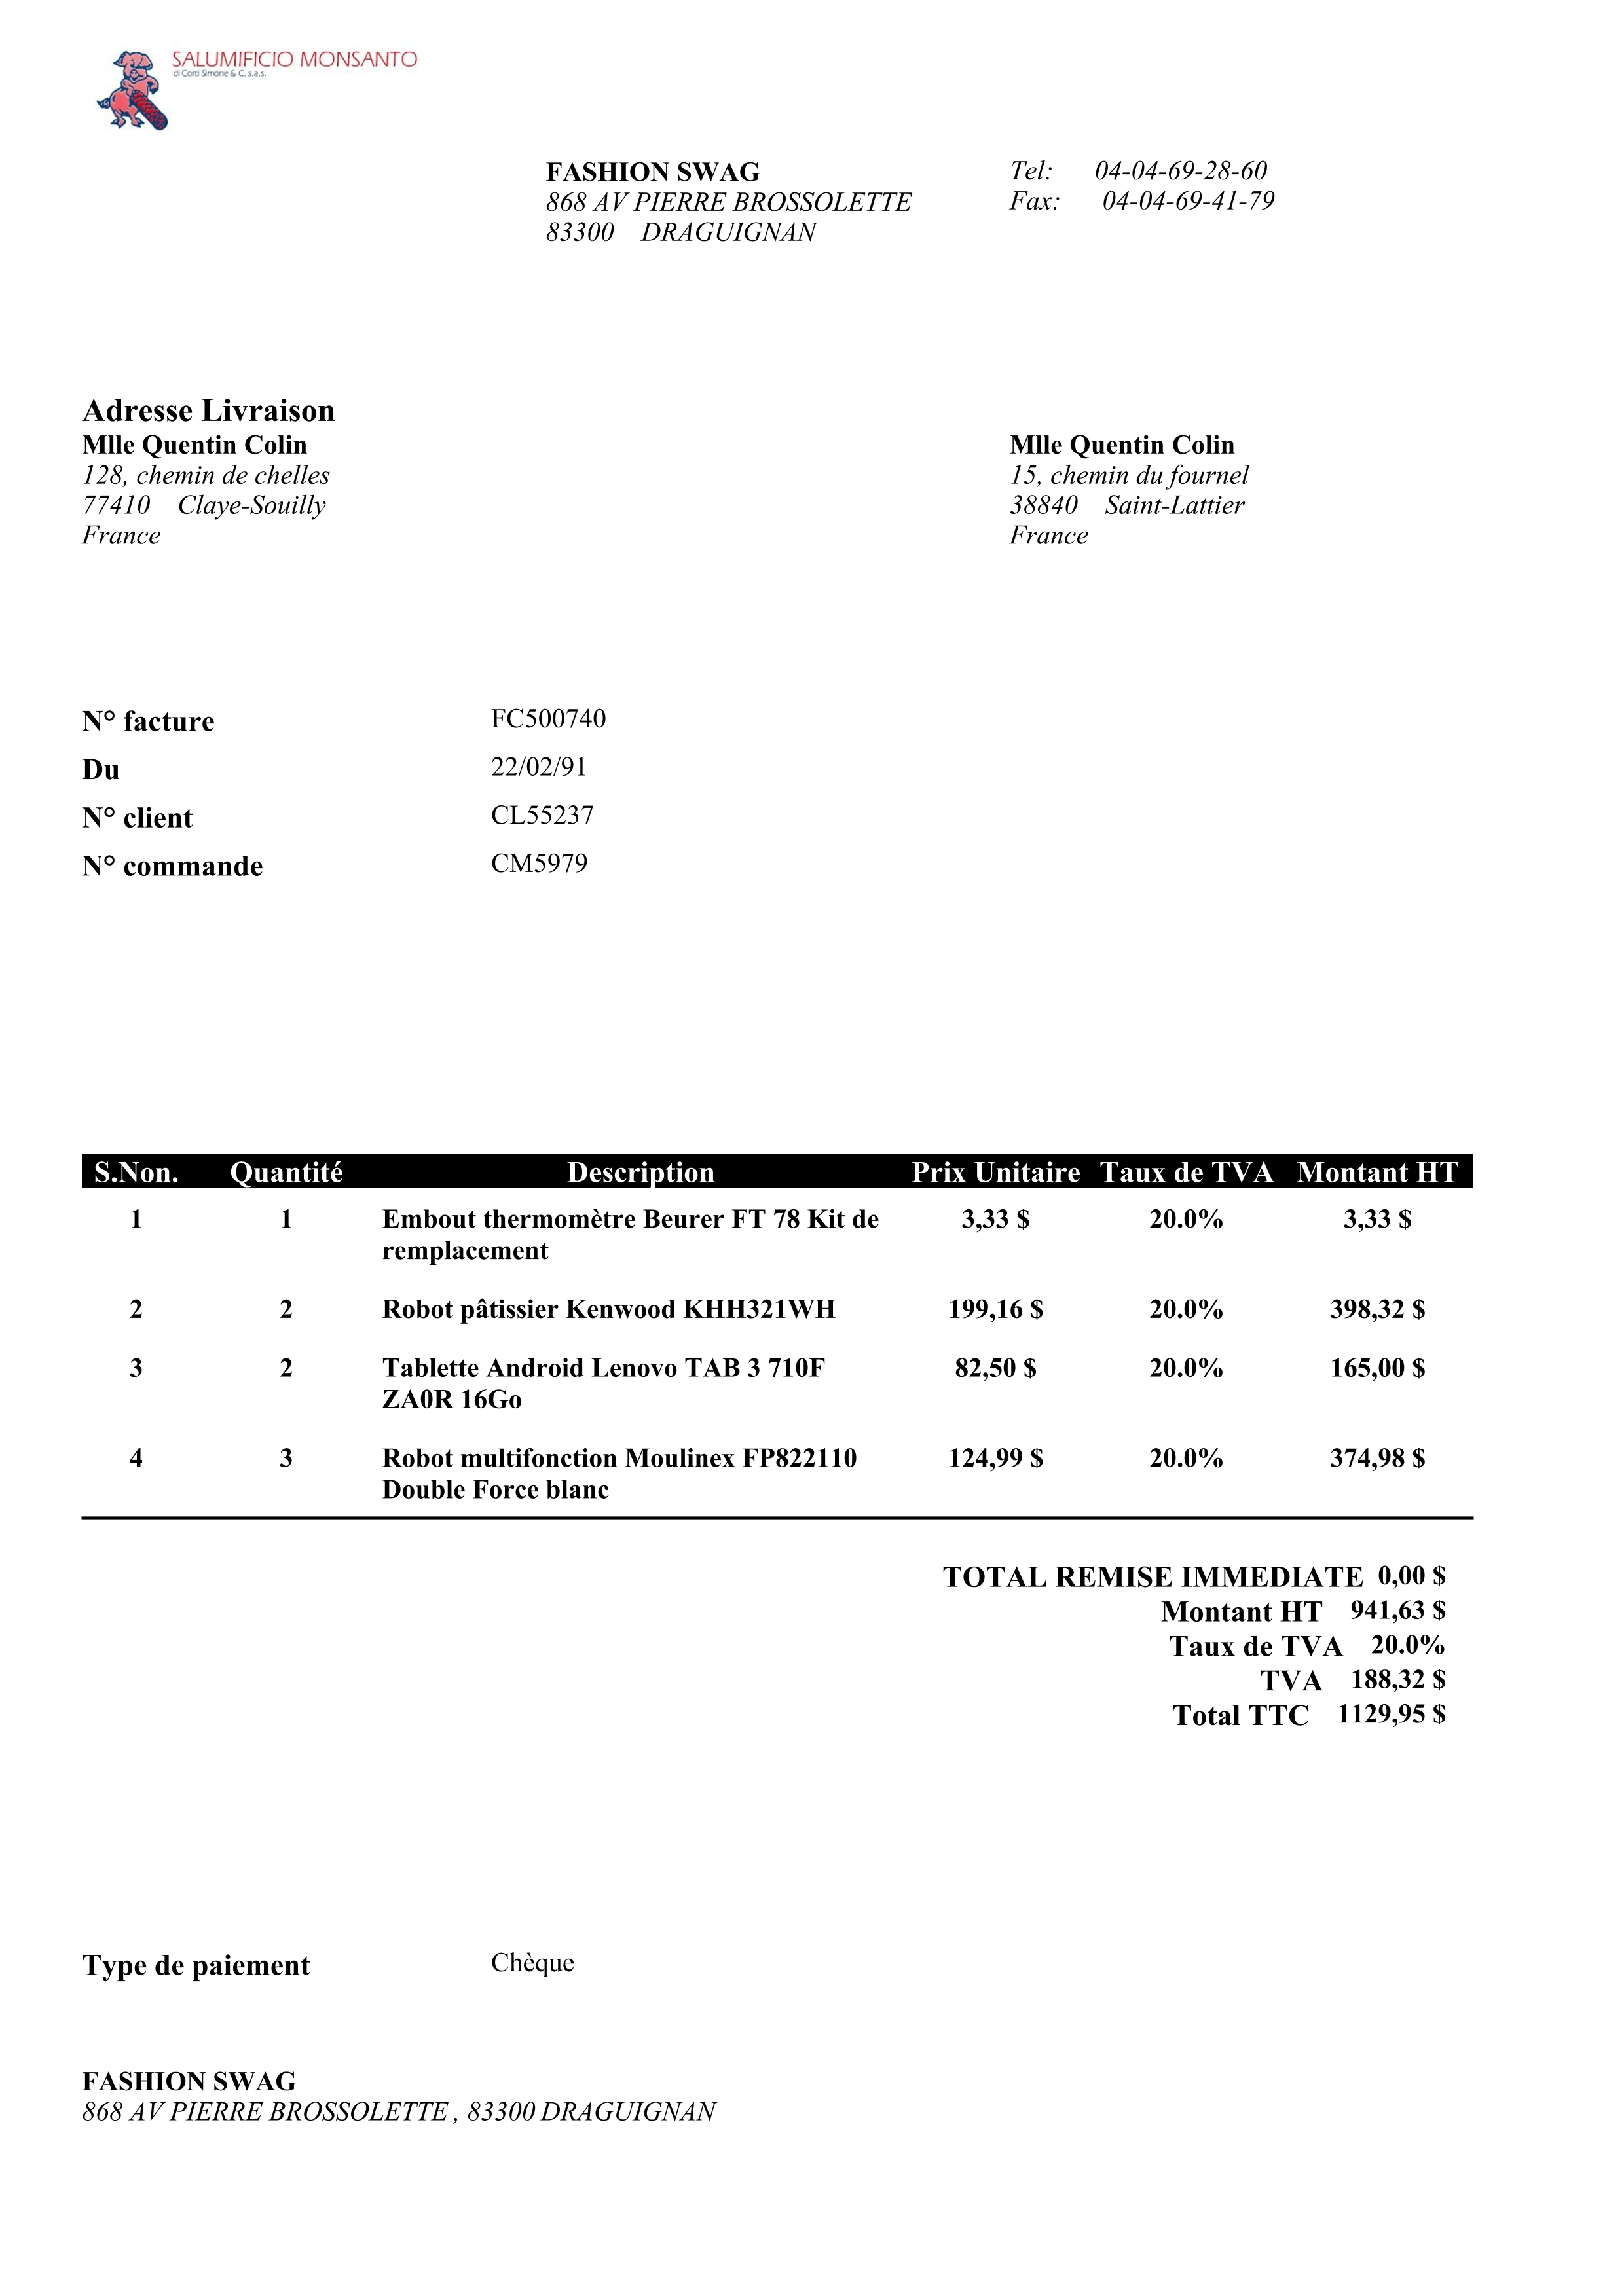 SALUMIFICIO MONSANTO
di Corti Simone & C. s.a.s.
FASHION SWAG
868 AV PIERRE BROSSOLETTE
83300 DRAGUIGNAN
Tel: 04-04-69-28-60
Fax: 04-04-69-41-79
Adresse Livraison
Mlle Quentin Colin
128, chemin de chelles
77410 Claye-Souilly
France
Mlle Quentin Colin
15, chemin du fournel
38840 Saint-Lattier
France
N° facture FC500740
Du 22/02/91
N° client CL55237
N° commande CM5979
S.Non. Quantité Description Prix Unitaire Taux de TVA Montant HT
1 1 Embout thermomètre Beurer FT 78 Kit de 3,33 $ 20.0% 3,33 $
remplacement
2 2 Robot pâtissier Kenwood KHH321WH 199,16 $ 20.0% 398,32 $
3 2 Tablette Android Lenovo TAB 3 710F 82,50 $ 20.0% 165,00 $
ZA0R 16Go
4 3 Robot multifonction Moulinex FP822110 124,99 $ 20.0% 374,98 $
Double Force blanc
TOTAL REMISE IMMEDIATE 0,00 $
Montant HT 941,63 $
Taux de TVA 20.0%
TVA 188,32 $
Total TTC 1129,95 $
Type de paiement Chèque
FASHION SWAG
868 AV PIERRE BROSSOLETTE , 83300 DRAGUIGNAN